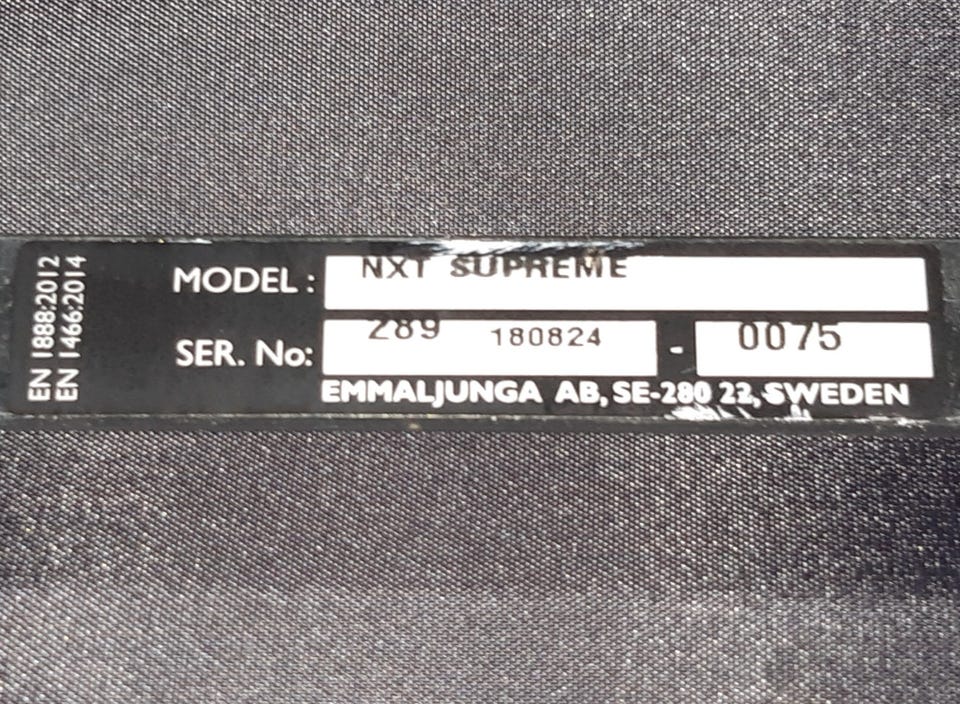 EN 1888:2012
EN 1466:2014
MODEL : NXT SUPREME
SER. No: 289 180824 - 0075
EMMALJUNGA AB, SE-280 22, SWEDEN